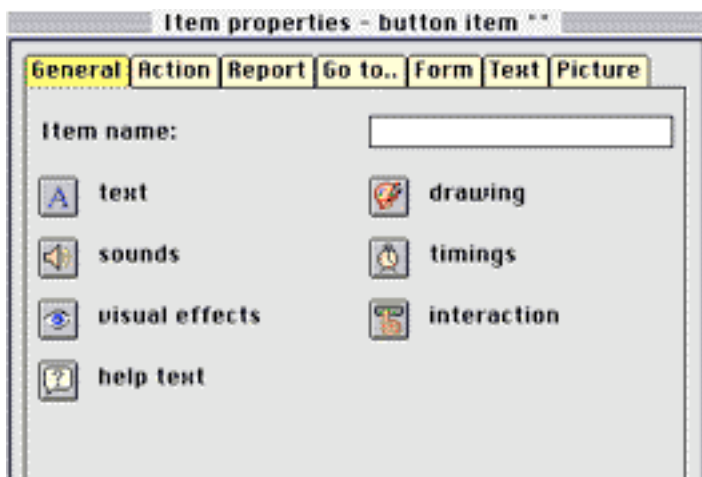 Item properties - button item ""
General Action Report Go to.. Form Text Picture
Item name:
text drawing
sounds timings
visual effects interaction
help text